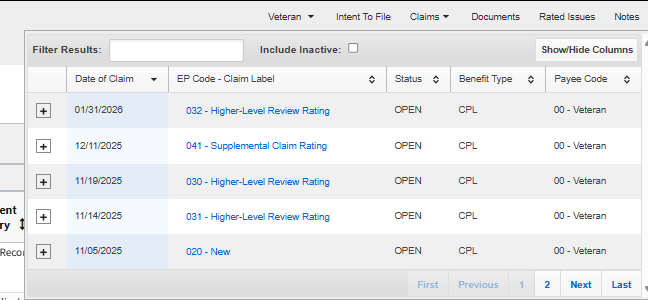 Veteran Intent To File Claims Documents Rated Issues Notes
Filter Results: Include Inactive: Show/Hide Columns
Date of Claim EP Code - Claim Label Status Benefit Type Payee Code
01/31/2026 032 - Higher-Level Review Rating OPEN CPL 00 - Veteran
12/11/2025 041 - Supplemental Claim Rating OPEN CPL 00 - Veteran
11/19/2025 030 - Higher-Level Review Rating OPEN CPL 00 - Veteran
ent
11/14/2025 031 - Higher-Level Review Rating OPEN CPL 00 - Veteran
ry
Recor
11/05/2025 020 - New OPEN CPL 00 - Veteran
First Previous 1 2 Next Last